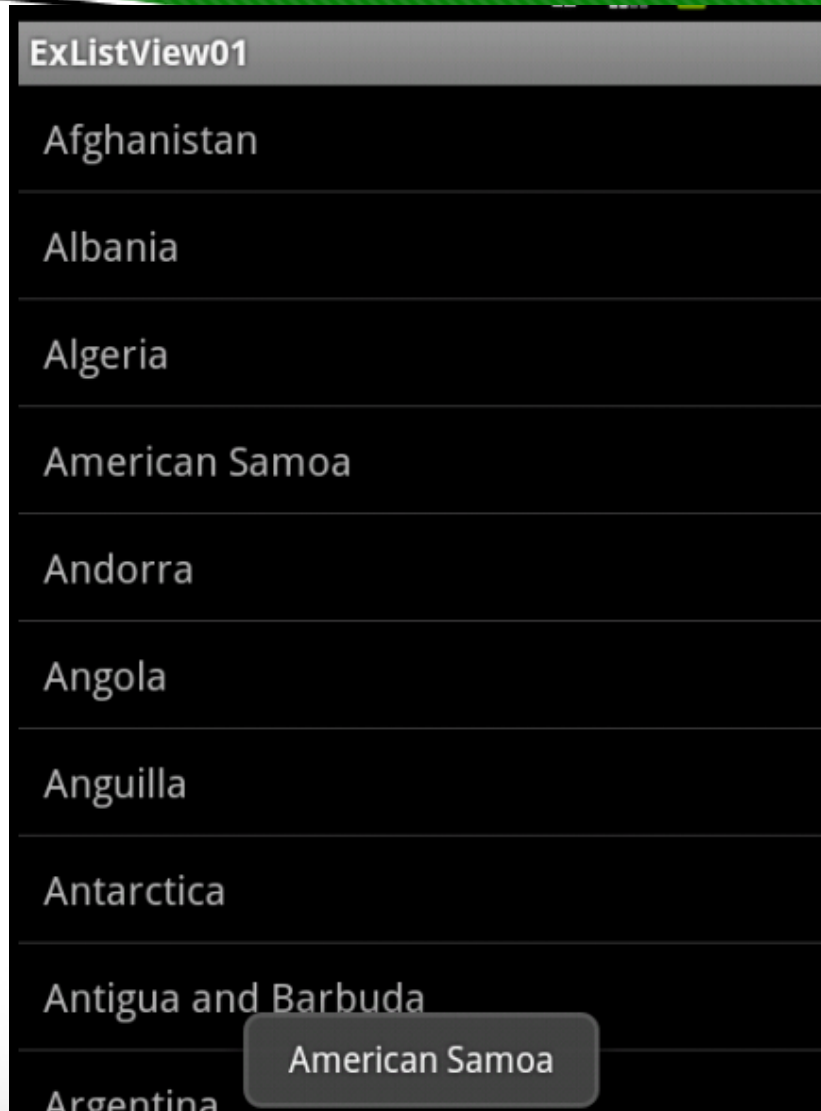 ExListView01
Afghanistan
Albania
Algeria
American Samoa
Andorra
Angola
Anguilla
Antarctica
Antigua and Barbuda
American Samoa
Argentina